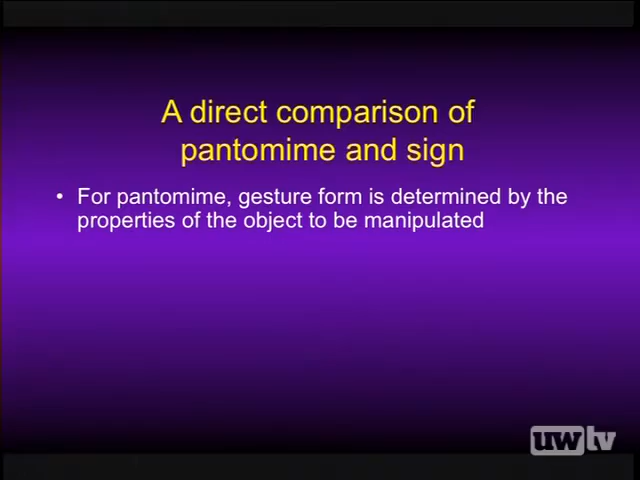 A direct comparison of
pantomime and sign
• For pantomime, gesture form is determined by the
properties of the object to be manipulated
uwtv